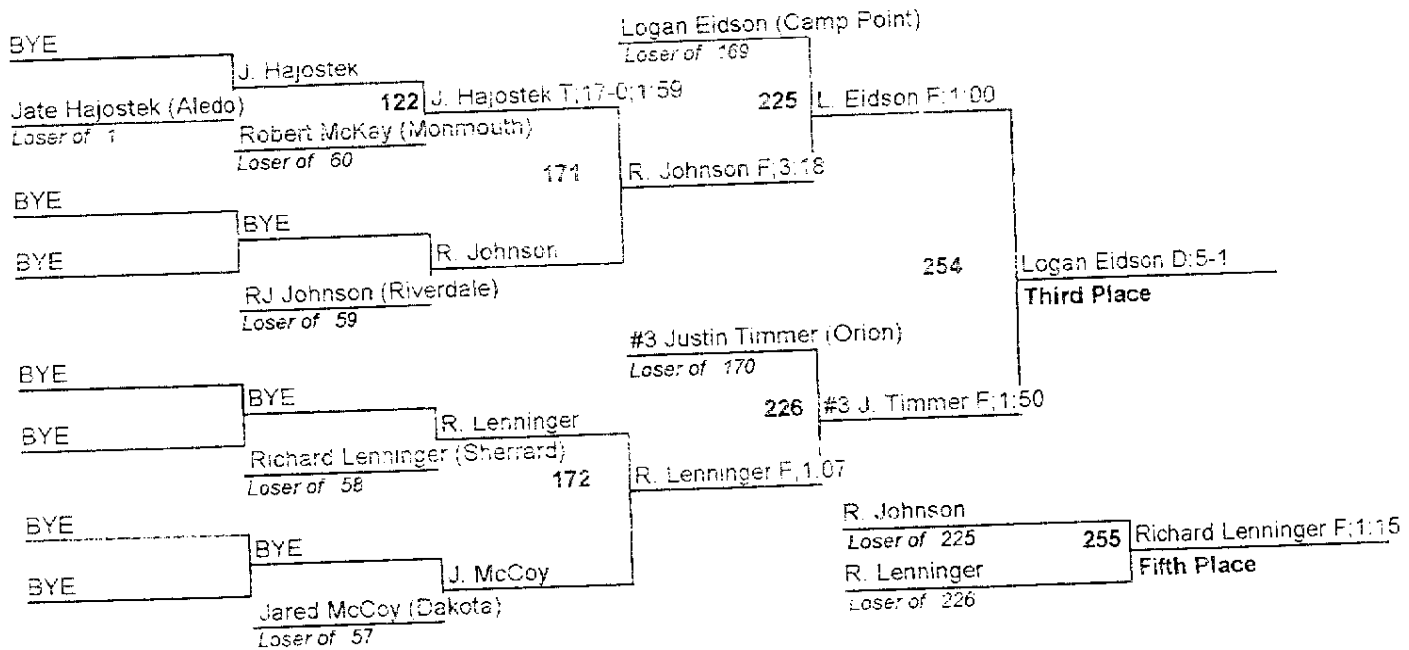 BYE
J. Hajostek
Jate Hajostek (Aledo)
Loser of 1
122
J. Hajostek T;17-0;1:59
Robert McKay (Monmouth)
Loser of 60
171
BYE
BYE
BYE
R. Johnson
RJ Johnson (Riverdale)
Loser of 59
Logan Eidson (Camp Point)
Loser of 169
225
L. Eidson F;1:00
R. Johnson F;3:18
254
Logan Eidson D;5-1
Third Place
BYE
BYE
BYE
R. Lenninger
Richard Lenninger (Sherrard)
Loser of 58
172
R. Lenninger F;1:07
BYE
BYE
BYE
J. McCoy
Jared McCoy (Dakota)
Loser of 57
#3 Justin Timmer (Orion)
Loser of 170
226
#3 J. Timmer F;1:50
R. Johnson
Loser of 225
255
Richard Lenninger F;1:15
Fifth Place
R. Lenninger
Loser of 226